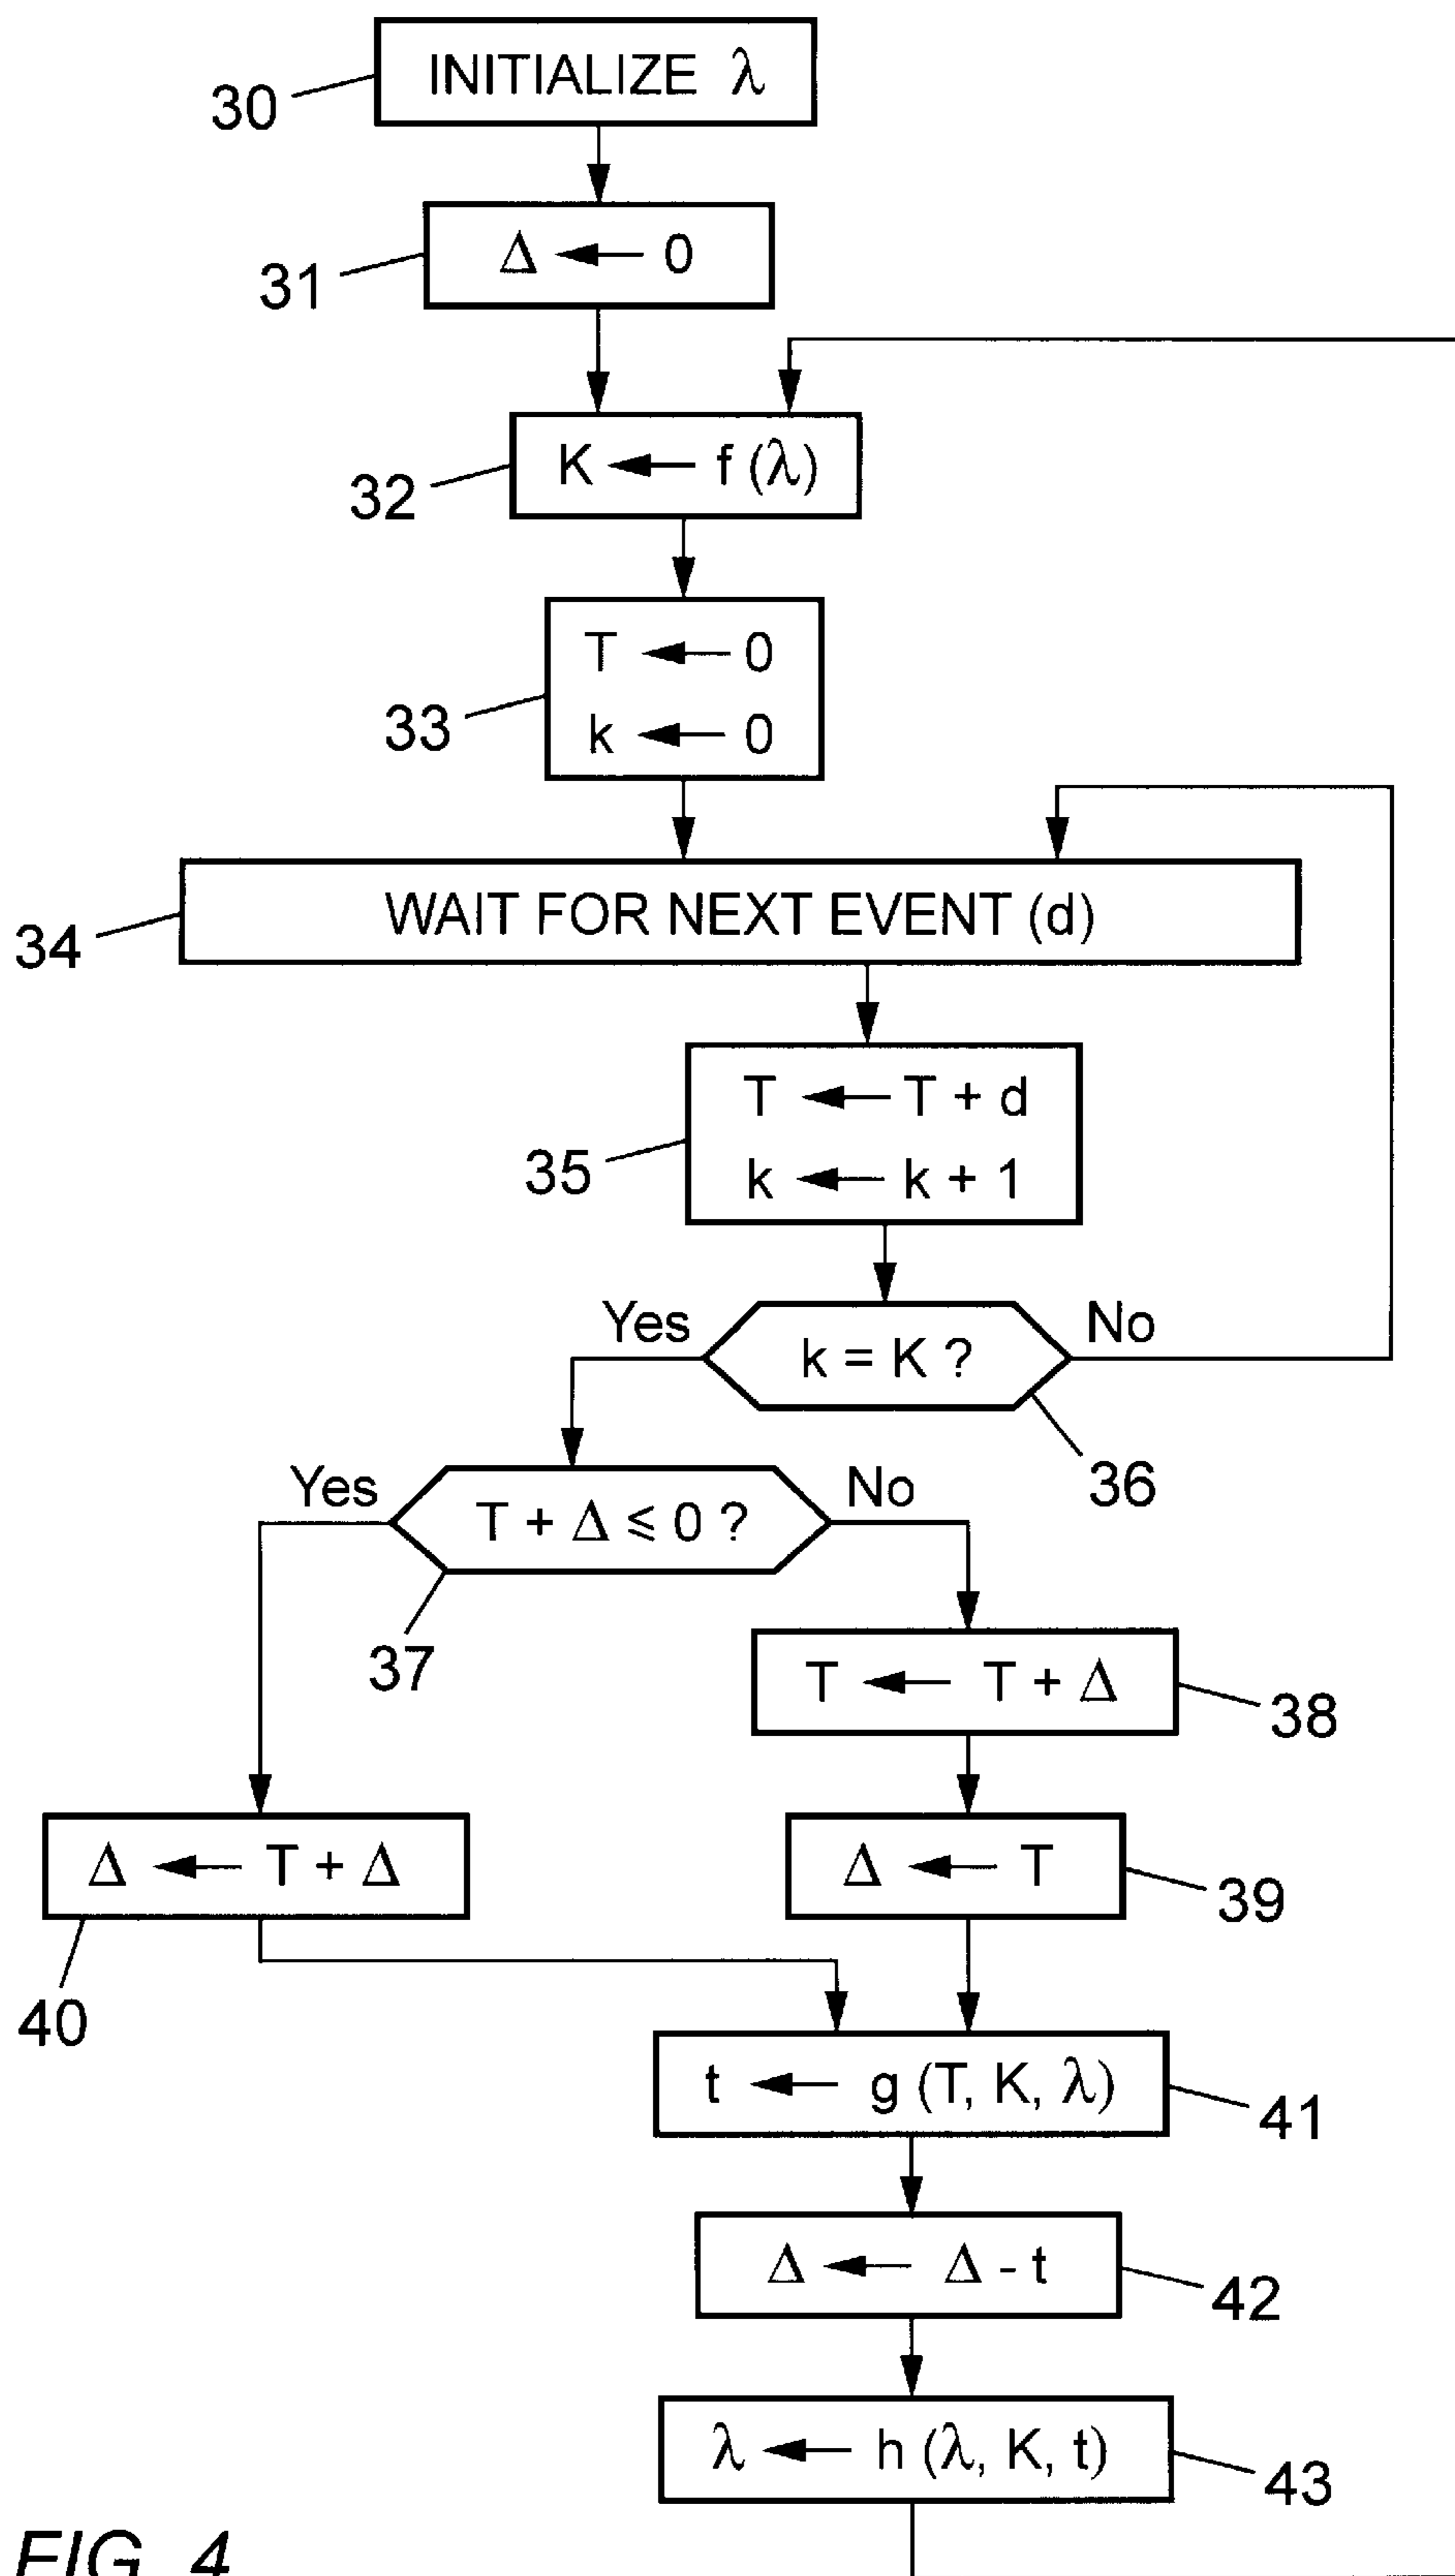 INITIALIZE λ
30
Δ ← 0
31
K ← f (λ)
32
T ← 0
k ← 0
33
WAIT FOR NEXT EVENT (d)
34
T ← T + d
k ← k + 1
35
Yes
k = K ?
No
36
Yes
T + Δ ⩽ 0 ?
No
37
T ← T + Δ
38
Δ ← T + Δ
Δ ← T
39
40
t ← g (T, K, λ)
41
Δ ← Δ - t
42
λ ← h (λ, K, t)
43
FIG. 4